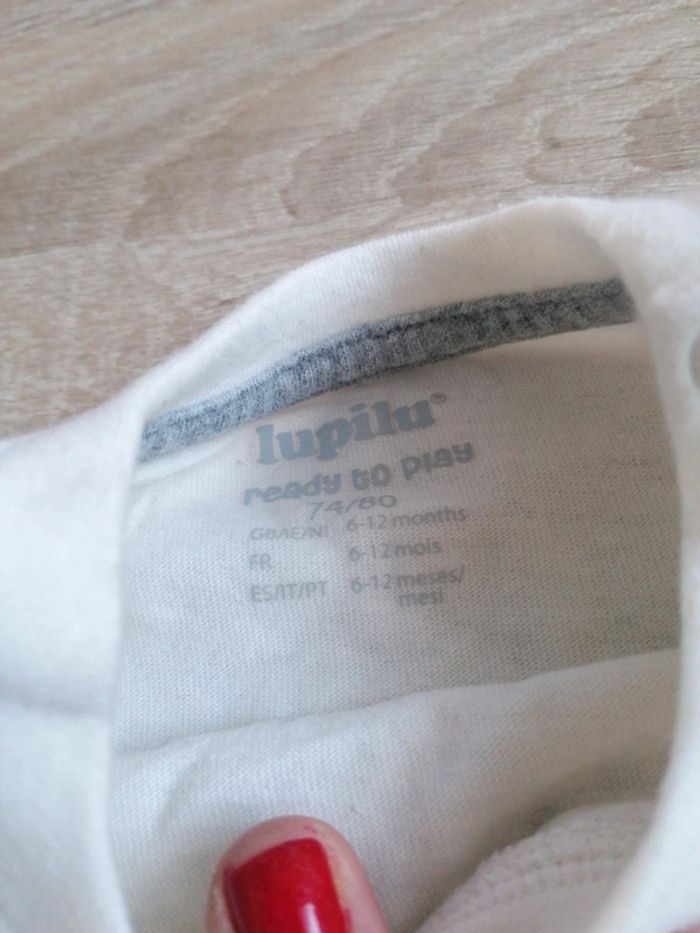 lupilu®
ready to play
74/80
GB/IE/NI 6-12 months
FR 6-12 mois
ES/IT/PT 6-12 meses/
mesi